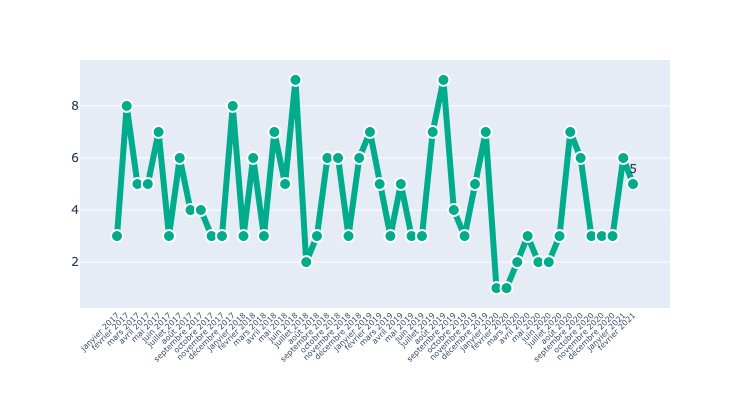 8
6
4
2
5
janvier 2017
février 2017
mars 2017
avril 2017
mai 2017
juin 2017
juillet 2017
août 2017
septembre 2017
octobre 2017
novembre 2017
décembre 2017
janvier 2018
février 2018
mars 2018
avril 2018
mai 2018
juin 2018
juillet 2018
août 2018
septembre 2018
octobre 2018
novembre 2018
décembre 2018
janvier 2019
février 2019
mars 2019
avril 2019
mai 2019
juin 2019
juillet 2019
août 2019
septembre 2019
octobre 2019
novembre 2019
décembre 2019
janvier 2020
février 2020
mars 2020
avril 2020
mai 2020
juin 2020
juillet 2020
août 2020
septembre 2020
octobre 2020
novembre 2020
décembre 2020
janvier 2021
février 2021